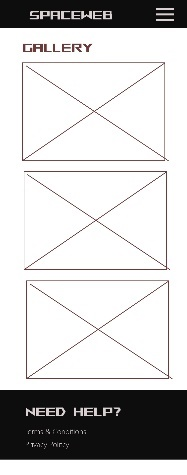 SPACEWEB
GALLERY
NEED HELP?
Terms & Conditions
Privacy Policy